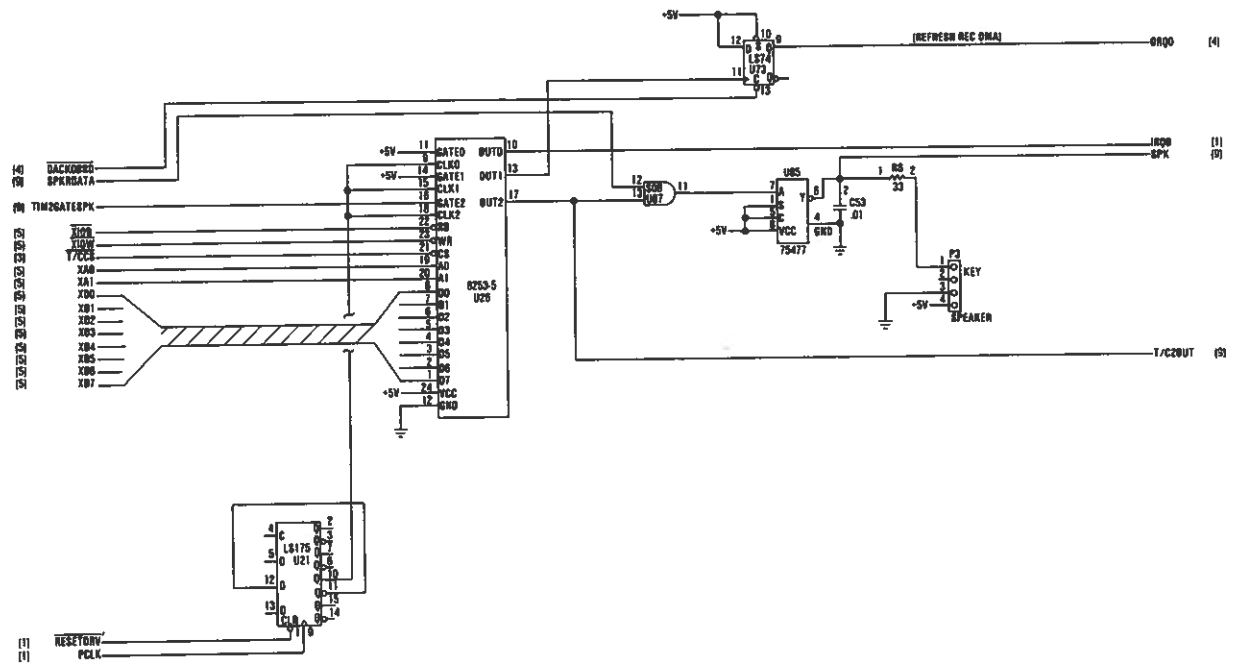 +5V
10
12 D S Q 9
LS74
U73
11 C Q
13
[REFRESH REC DMA]
DRQ0 [4]
[4] DACK0BRD
[9] SPKRDATA
[9] TIM2GATESPK
[5] XIOR
[5] XIOW
[3] T/CCS
[5] XA0
[5] XA1
[5] XD0
[5] XD1
[5] XD2
[5] XD3
[5] XD4
[5] XD5
[5] XD6
[5] XD7
+5V 11 GATE0
9 CLK0
+5V 14 GATE1
15 CLK1
16 GATE2
18 CLK2
22 RD
23 WR
21 CS
19 A0
20 A1
8 D0
7 D1
6 D2
5 D3
4 D4
3 D5
2 D6
1 D7
+5V 24 VCC
12 GND
OUT0 10
OUT1 13
OUT2 17
8253-5
U26
IRQ0 [1]
SPK [9]
12
13
S08
U87
11
U85
7 A
S
C
8 VCC
+5V
Y 6
4
GND
75477
2
C53
.01
1 R5 2
33
P3
1
2
3
4
KEY
+5V
SPEAKER
T/C2OUT [9]
4 C
5 D
12 D
13 D
LS175
U21
Q 2
Q 3
Q 7
Q 6
Q 10
Q 11
Q 15
Q 14
CLR
1 9
[1] RESETDRV
[1] PCLK